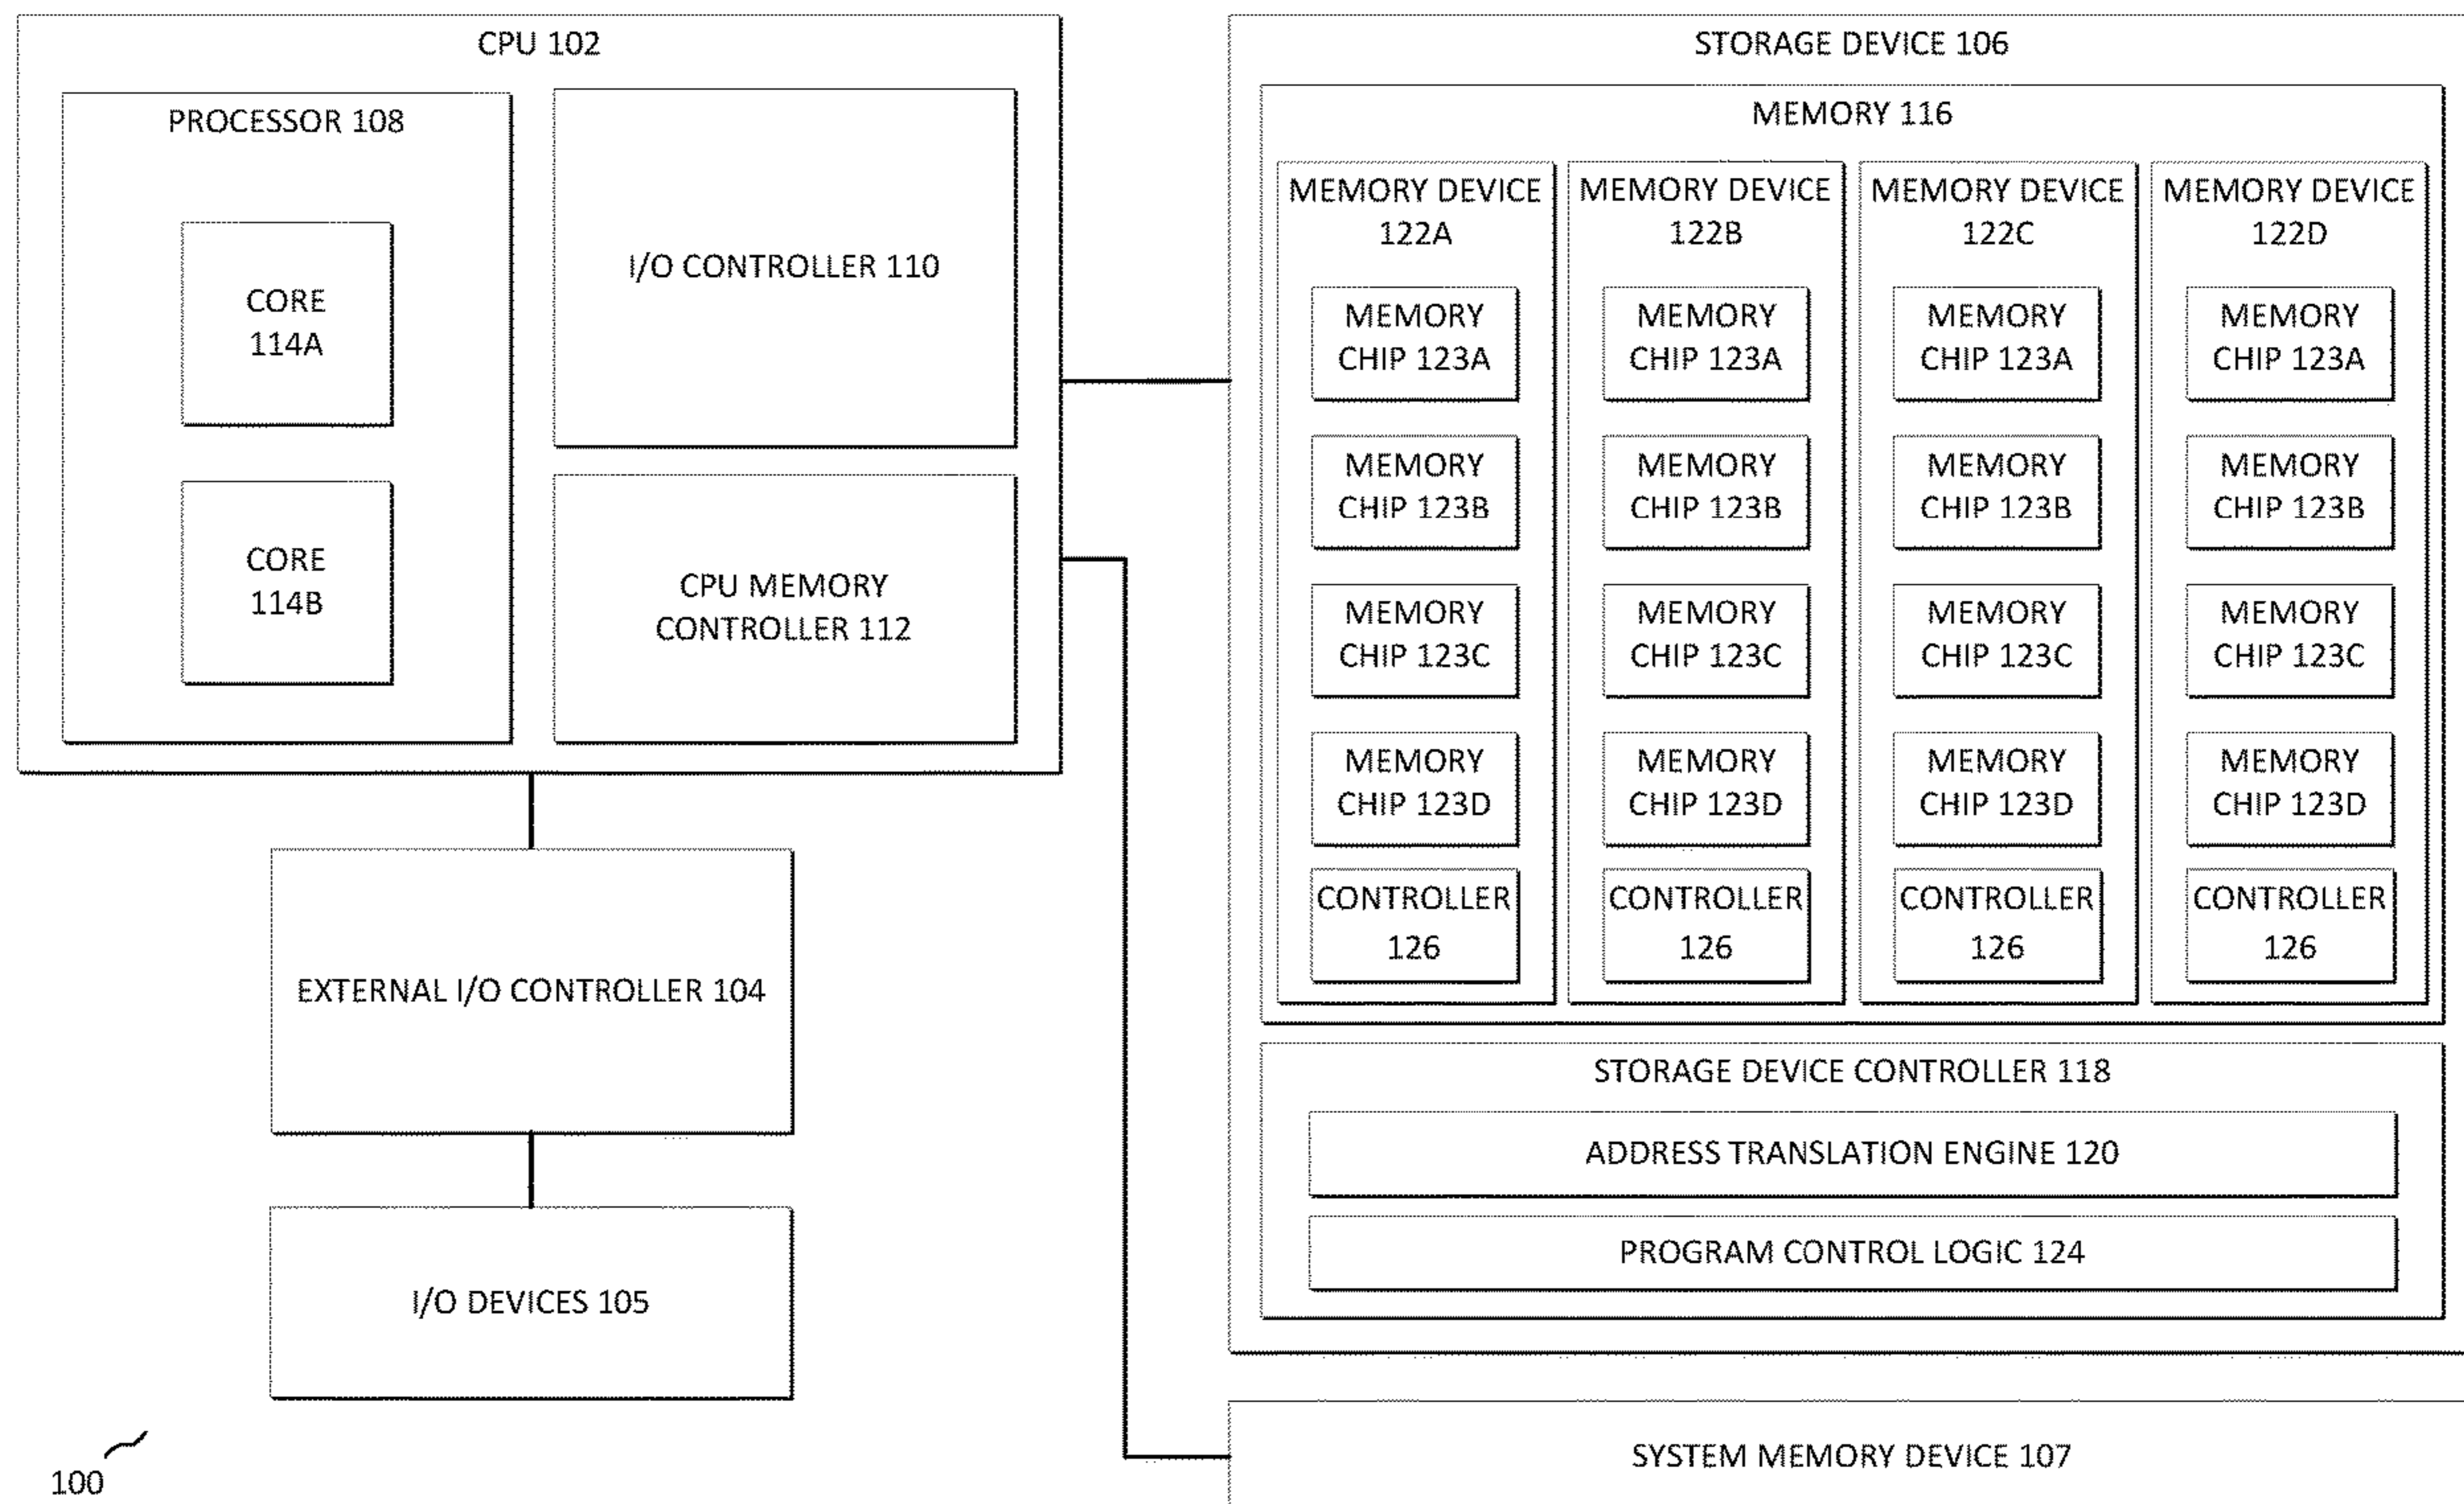 CPU 102
PROCESSOR 108
CORE
114A
CORE
114B
I/O CONTROLLER 110
CPU MEMORY
CONTROLLER 112
EXTERNAL I/O CONTROLLER 104
I/O DEVICES 105
100
STORAGE DEVICE 106
MEMORY 116
MEMORY DEVICE
122A
MEMORY
CHIP 123A
MEMORY
CHIP 123B
MEMORY
CHIP 123C
MEMORY
CHIP 123D
CONTROLLER
126
MEMORY DEVICE
122B
MEMORY
CHIP 123A
MEMORY
CHIP 123B
MEMORY
CHIP 123C
MEMORY
CHIP 123D
CONTROLLER
126
MEMORY DEVICE
122C
MEMORY
CHIP 123A
MEMORY
CHIP 123B
MEMORY
CHIP 123C
MEMORY
CHIP 123D
CONTROLLER
126
MEMORY DEVICE
122D
MEMORY
CHIP 123A
MEMORY
CHIP 123B
MEMORY
CHIP 123C
MEMORY
CHIP 123D
CONTROLLER
126
STORAGE DEVICE CONTROLLER 118
ADDRESS TRANSLATION ENGINE 120
PROGRAM CONTROL LOGIC 124
SYSTEM MEMORY DEVICE 107